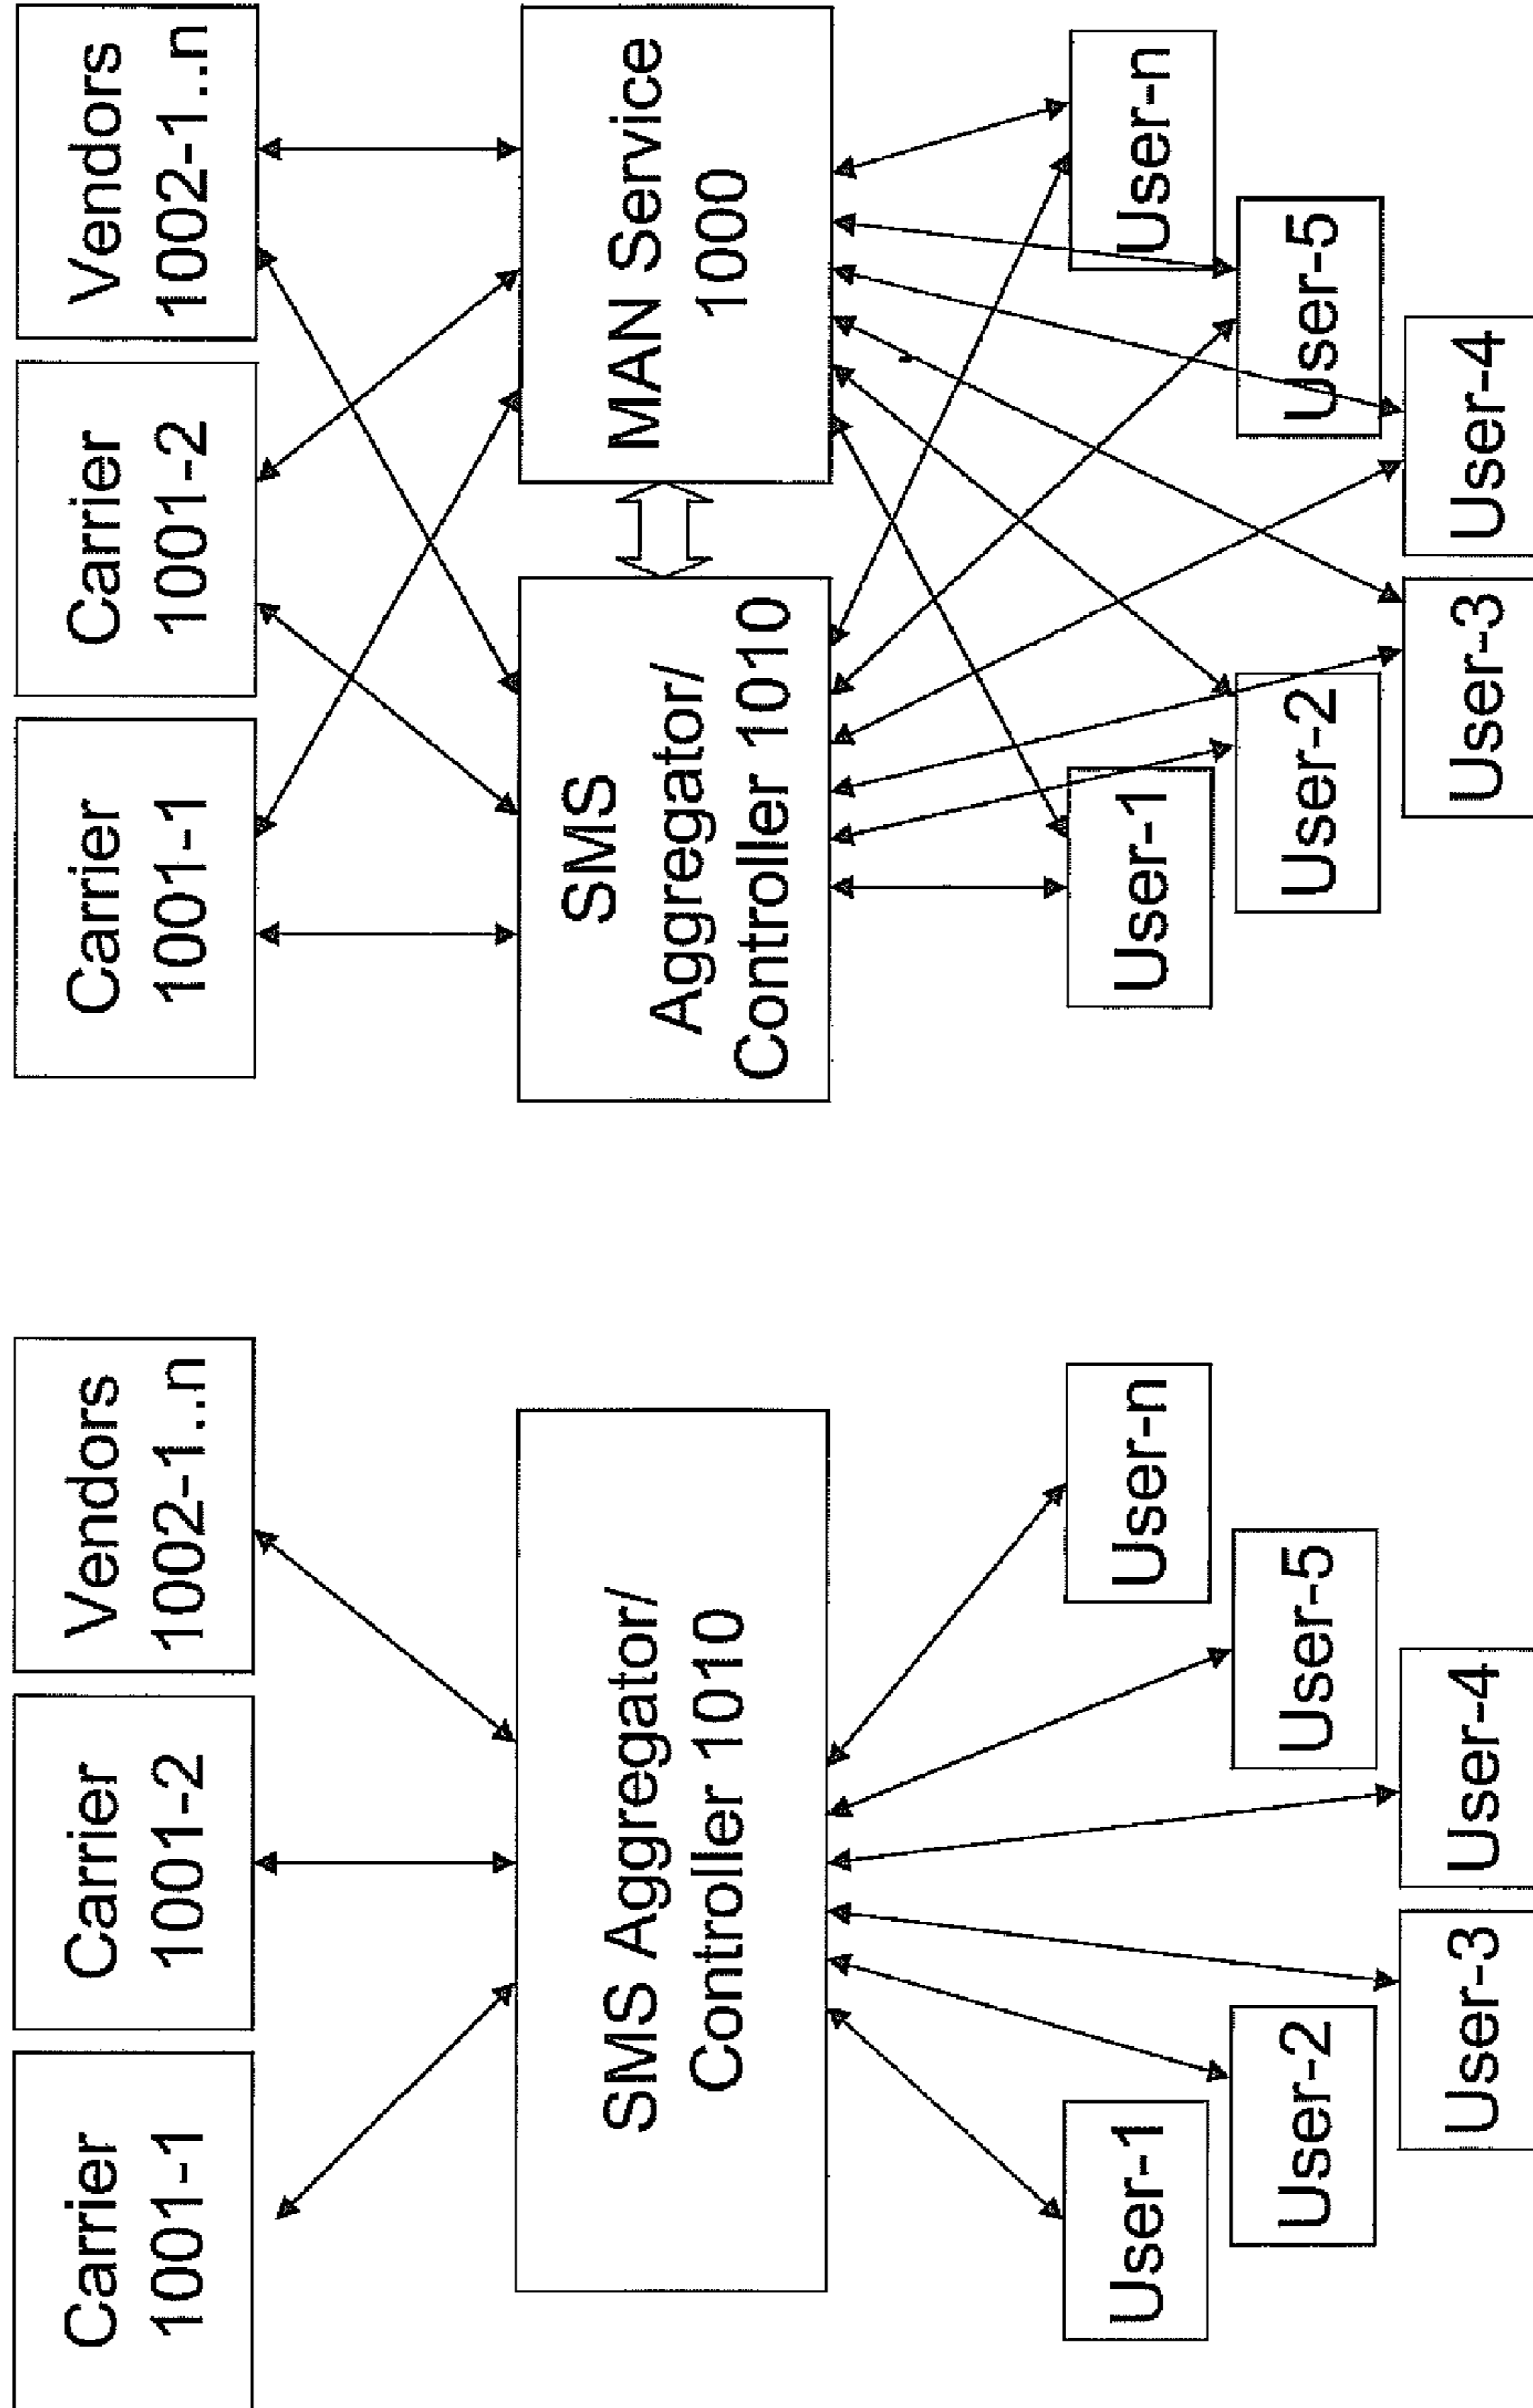 Carrier
1001-1
Carrier
1001-2
Vendors
1002-1..n
SMS Aggregator/
Controller 1010
User-1
User-2
User-3
User-4
User-5
User-n
Carrier
1001-1
Carrier
1001-2
Vendors
1002-1..n
SMS
Aggregator/
Controller 1010
MAN Service
1000
User-1
User-2
User-3
User-4
User-5
User-n